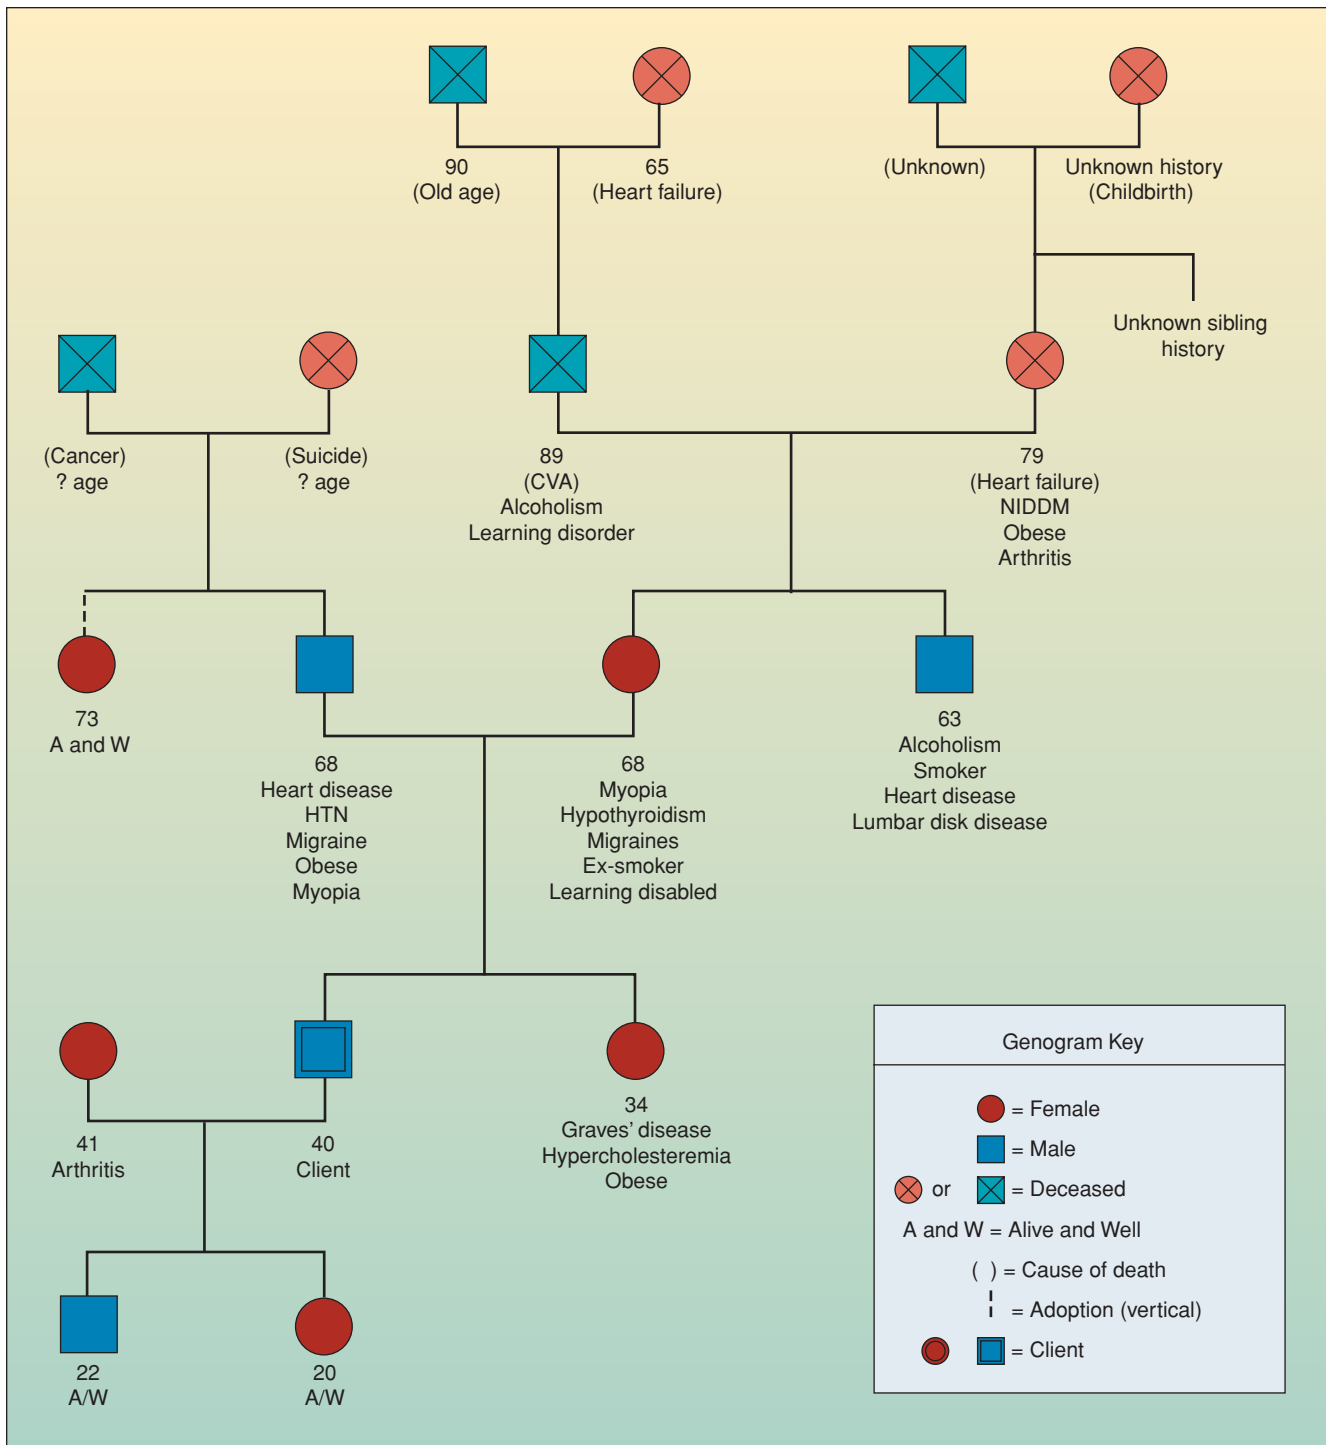 90
(Old age)
65
(Heart failure)
(Unknown)
Unknown history
(Childbirth)
Unknown sibling
history
(Cancer)
? age
(Suicide)
? age
89
(CVA)
Alcoholism
Learning disorder
79
(Heart failure)
NIDDM
Obese
Arthritis
73
A and W
68
Heart disease
HTN
Migraine
Obese
Myopia
68
Myopia
Hypothyroidism
Migraines
Ex-smoker
Learning disabled
63
Alcoholism
Smoker
Heart disease
Lumbar disk disease
41
Arthritis
40
Client
34
Graves’ disease
Hypercholesteremia
Obese
22
A/W
20
A/W
Genogram Key
= Female
= Male
or = Deceased
A and W = Alive and Well
( ) = Cause of death
= Adoption (vertical)
= Client